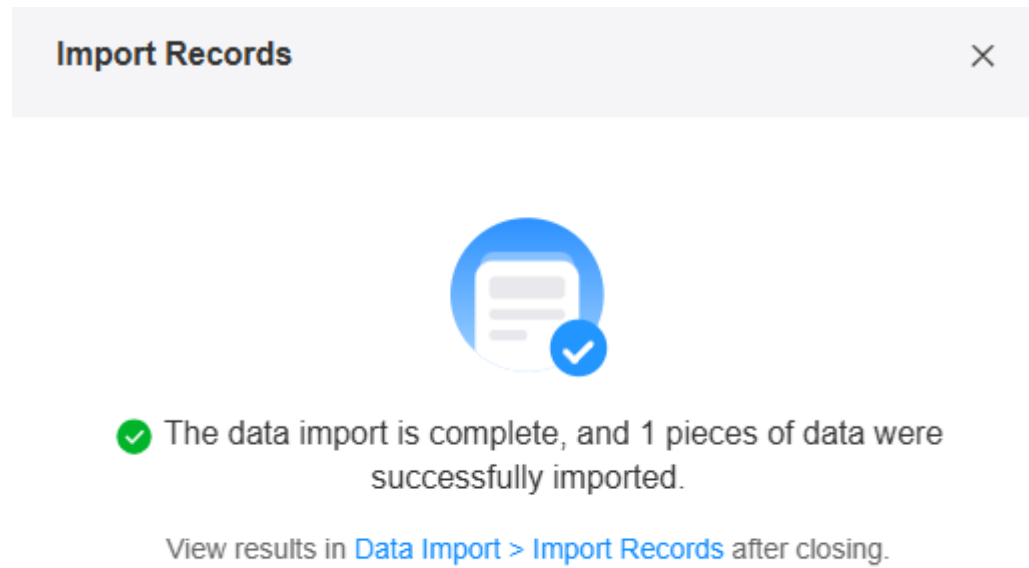 Import Records
The data import is complete, and 1 pieces of data were
successfully imported.
View results in Data Import > Import Records after closing.